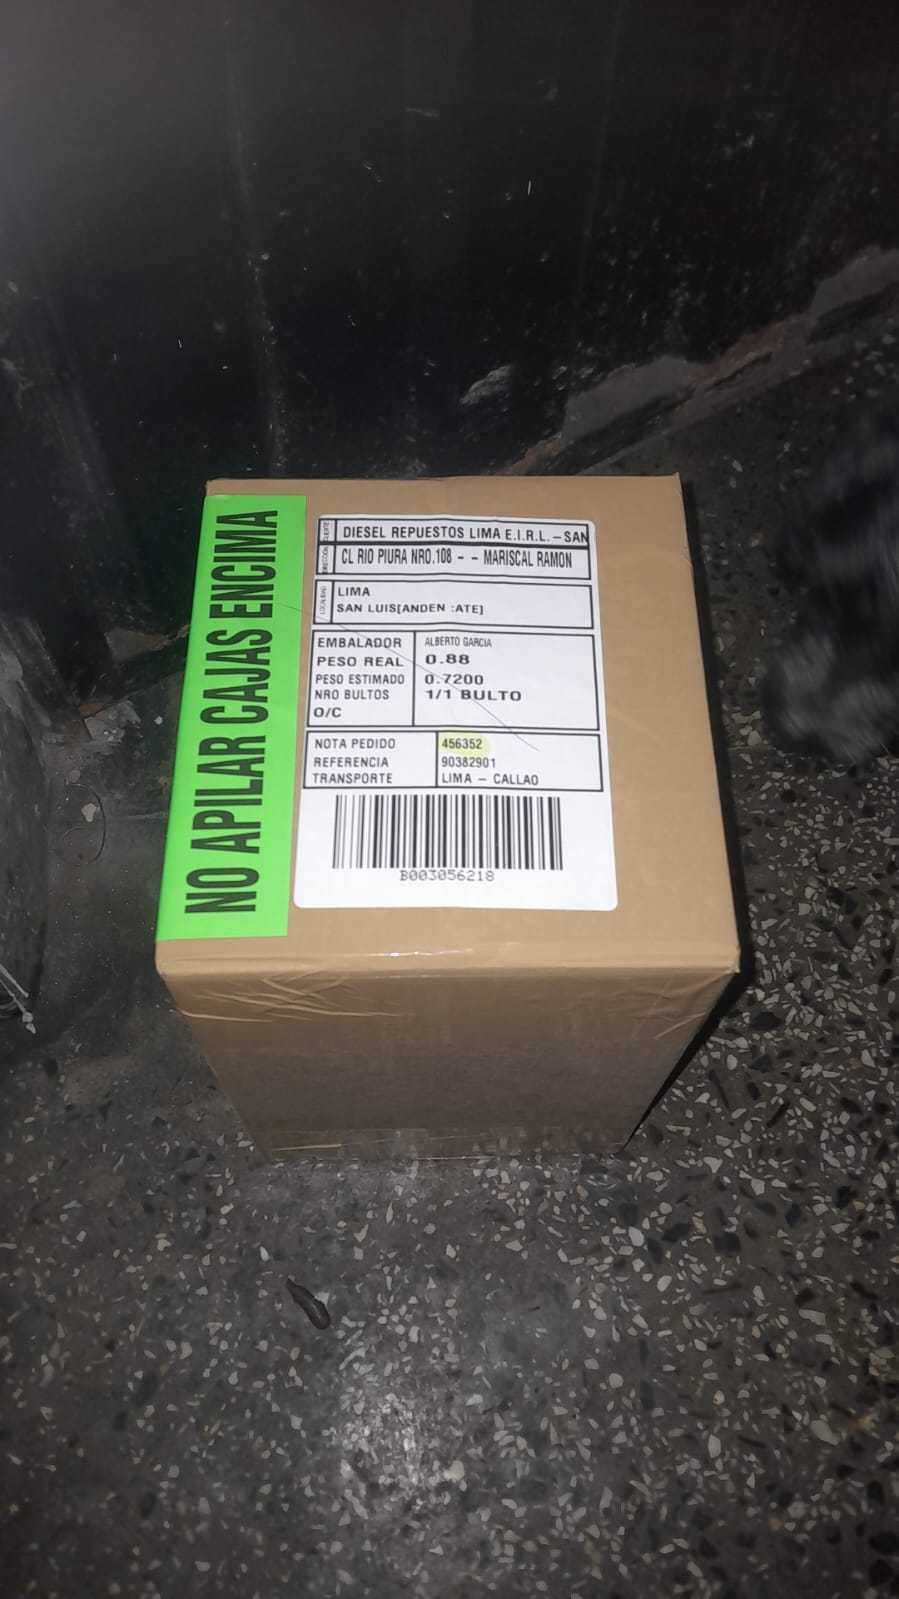 NO APILAR CAJAS ENCIMA
DIESEL REPUESTOS LIMA E.I.R.L. - SAN
CL RIO PIURA NRO.108 - - MARISCAL RAMON
LOCALIDAD
LIMA
SAN LUIS[ANDEN :ATE]
EMBALADOR ALBERTO GARCIA
PESO REAL 0.88
PESO ESTIMADO 0.7200
NRO BULTOS 1/1 BULTO
O/C
NOTA PEDIDO 456352
REFERENCIA 90382901
TRANSPORTE LIMA - CALLAO
B003056218